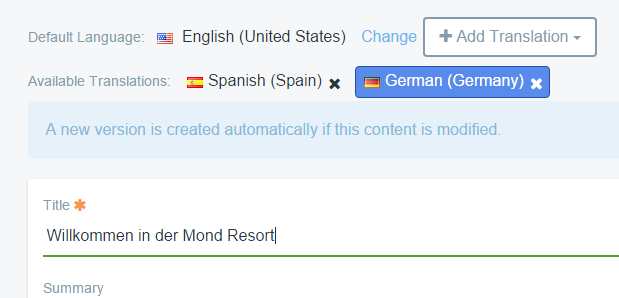 Default Language: English (United States) Change Add Translation
Available Translations: Spanish (Spain) German (Germany)
A new version is created automatically if this content is modified.
Title *
Willkommen in der Mond Resort
Summary